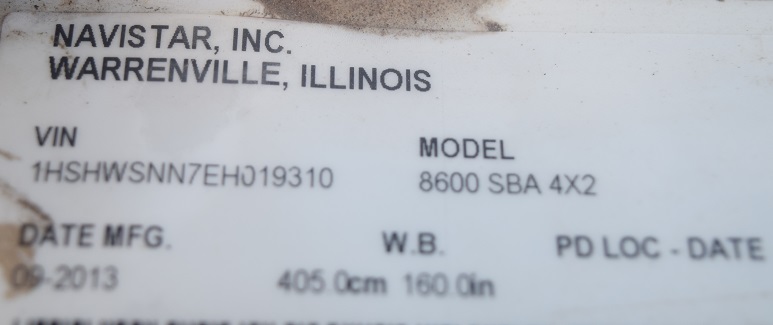 NAVISTAR, INC.
WARRENVILLE, ILLINOIS
VIN MODEL
1HSHWSNN7EH019310 8600 SBA 4X2
DATE MFG. W.B. PD LOC - DATE
09-2013 405.0cm 160.0in